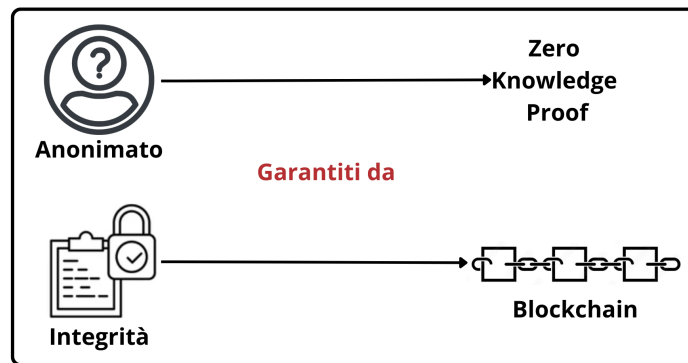 ?
Zero
Knowledge
Proof
Anonimato
Garantiti da
Blockchain
Integrità